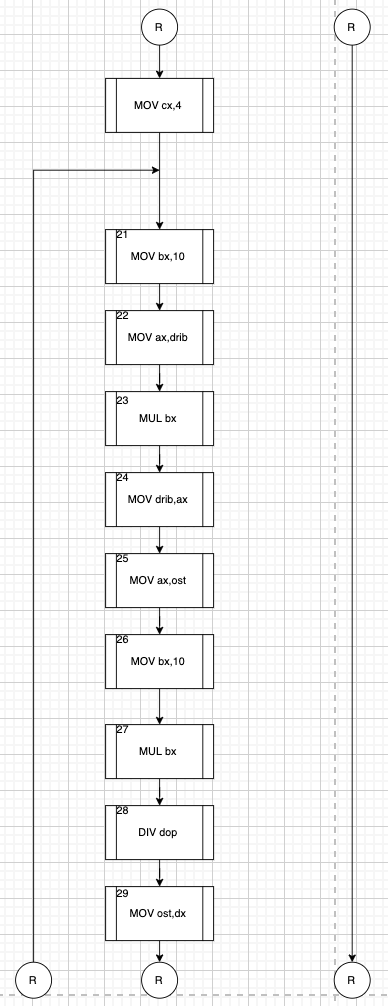 R
R
MOV cx,4
21
MOV bx,10
22
MOV ax,drib
23
MUL bx
24
MOV drib,ax
25
MOV ax,ost
26
MOV bx,10
27
MUL bx
28
DIV dop
29
MOV ost,dx
R
R
R